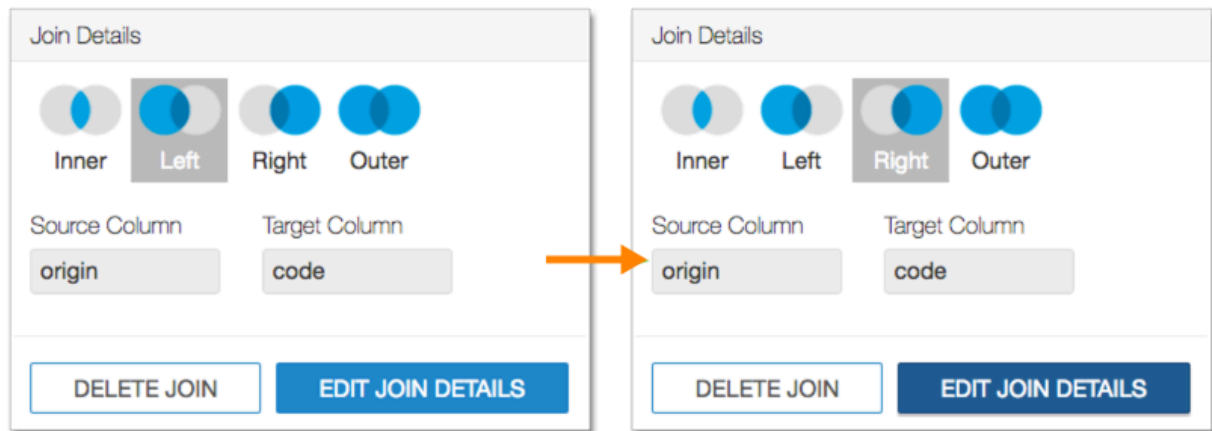 Join Details
Inner Left Right Outer
Source Column Target Column
origin code
DELETE JOIN EDIT JOIN DETAILS
Join Details
Inner Left Right Outer
Source Column Target Column
origin code
DELETE JOIN EDIT JOIN DETAILS